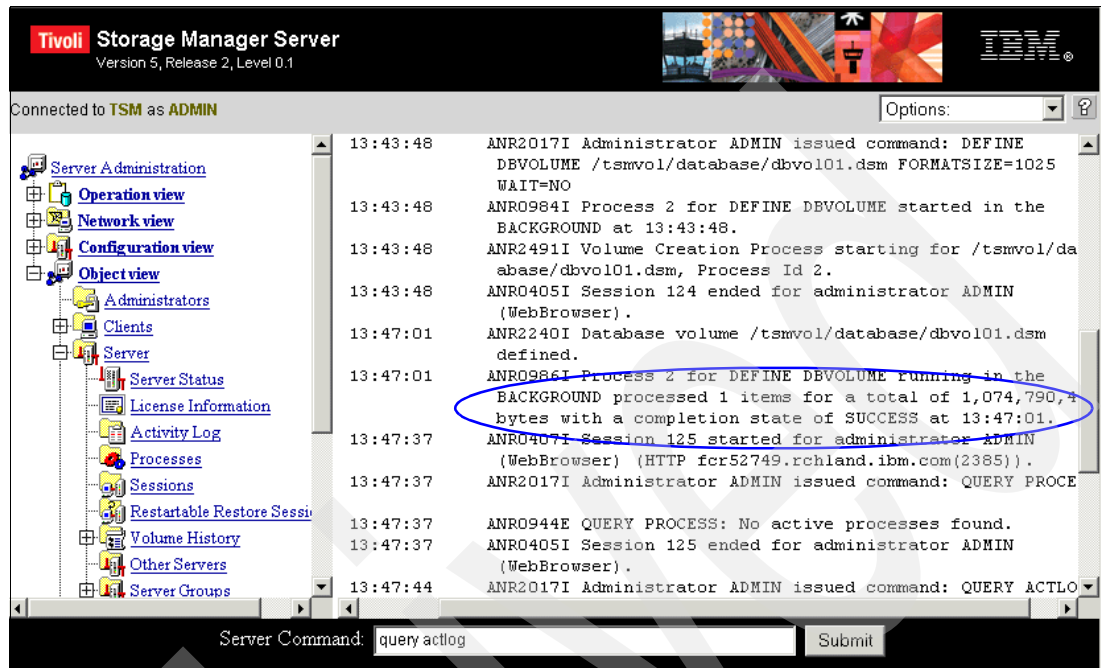 Tivoli Storage Manager Server
Version 5, Release 2, Level 0.1
IBM®
Connected to TSM as ADMIN
Options:
?
Server Administration
Operation view
Network view
Configuration view
Object view
Administrators
Clients
Server
Server Status
License Information
Activity Log
Processes
Sessions
Restartable Restore Sessi
Volume History
Other Servers
Server Groups
13:43:48 ANR2017I Administrator ADMIN issued command: DEFINE
DBVOLUME /tsmvol/database/dbvol01.dsm FORMATSIZE=1025
WAIT=NO
13:43:48 ANR0984I Process 2 for DEFINE DBVOLUME started in the
BACKGROUND at 13:43:48.
13:43:48 ANR2491I Volume Creation Process starting for /tsmvol/da
abase/dbvol01.dsm, Process Id 2.
13:43:48 ANR0405I Session 124 ended for administrator ADMIN
(WebBrowser).
13:47:01 ANR2240I Database volume /tsmvol/database/dbvol01.dsm
defined.
13:47:01 ANR0986I Process 2 for DEFINE DBVOLUME running in the
BACKGROUND processed 1 items for a total of 1,074,790,4
bytes with a completion state of SUCCESS at 13:47:01.
13:47:37 ANR0407I Session 125 started for administrator ADMIN
(WebBrowser) (HTTP fcr52749.rchland.ibm.com(2385)).
13:47:37 ANR2017I Administrator ADMIN issued command: QUERY PROCE
13:47:37 ANR0944E QUERY PROCESS: No active processes found.
13:47:37 ANR0405I Session 125 ended for administrator ADMIN
(WebBrowser).
13:47:44 ANR2017I Administrator ADMIN issued command: QUERY ACTLO
Server Command: query actlog Submit